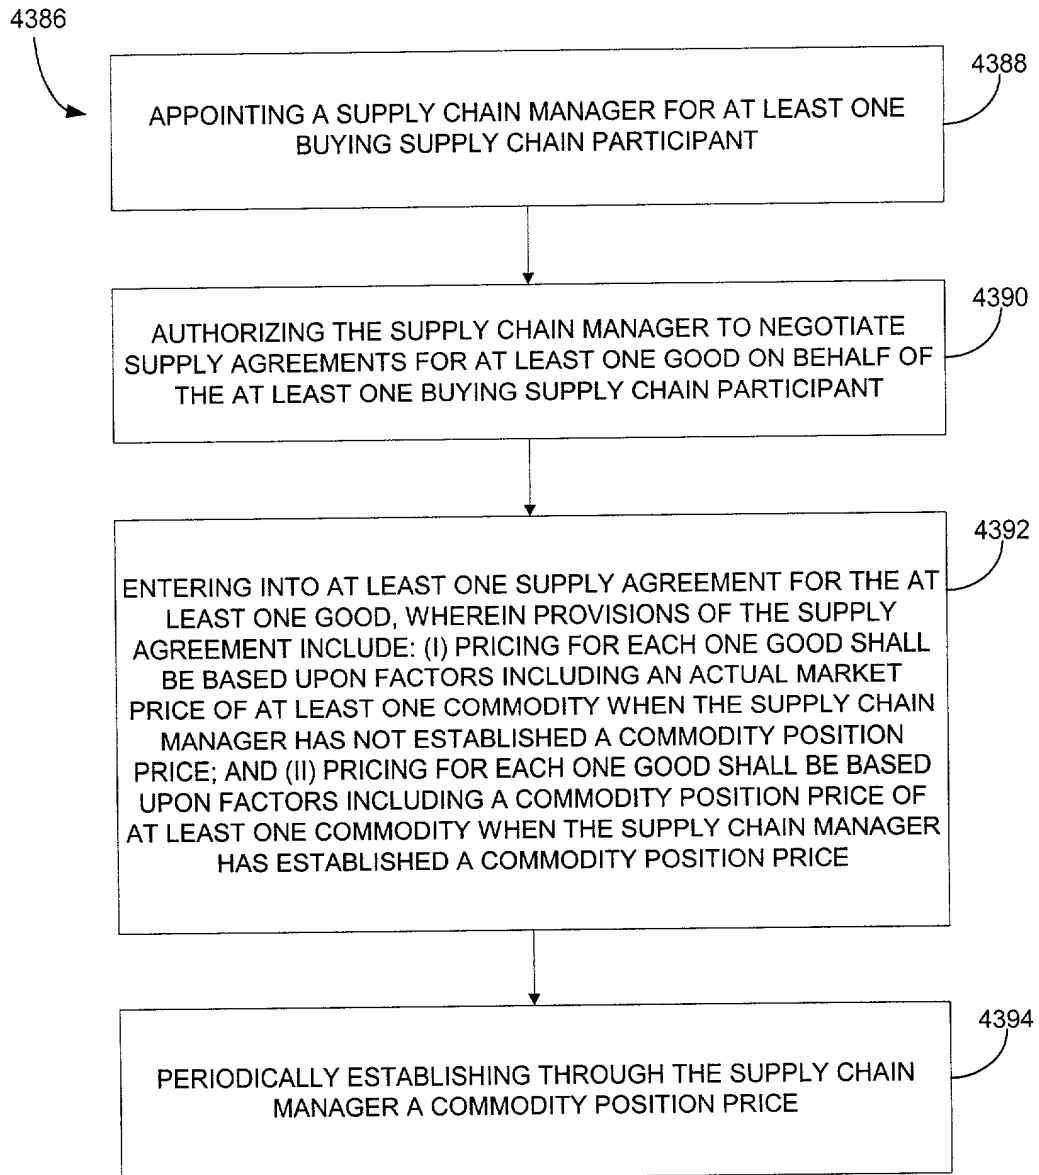 4386
4388
APPOINTING A SUPPLY CHAIN MANAGER FOR AT LEAST ONE
BUYING SUPPLY CHAIN PARTICIPANT
4390
AUTHORIZING THE SUPPLY CHAIN MANAGER TO NEGOTIATE
SUPPLY AGREEMENTS FOR AT LEAST ONE GOOD ON BEHALF OF
THE AT LEAST ONE BUYING SUPPLY CHAIN PARTICIPANT
4392
ENTERING INTO AT LEAST ONE SUPPLY AGREEMENT FOR THE AT
LEAST ONE GOOD, WHEREIN PROVISIONS OF THE SUPPLY
AGREEMENT INCLUDE: (I) PRICING FOR EACH ONE GOOD SHALL
BE BASED UPON FACTORS INCLUDING AN ACTUAL MARKET
PRICE OF AT LEAST ONE COMMODITY WHEN THE SUPPLY CHAIN
MANAGER HAS NOT ESTABLISHED A COMMODITY POSITION
PRICE; AND (II) PRICING FOR EACH ONE GOOD SHALL BE BASED
UPON FACTORS INCLUDING A COMMODITY POSITION PRICE OF
AT LEAST ONE COMMODITY WHEN THE SUPPLY CHAIN MANAGER
HAS ESTABLISHED A COMMODITY POSITION PRICE
4394
PERIODICALLY ESTABLISHING THROUGH THE SUPPLY CHAIN
MANAGER A COMMODITY POSITION PRICE